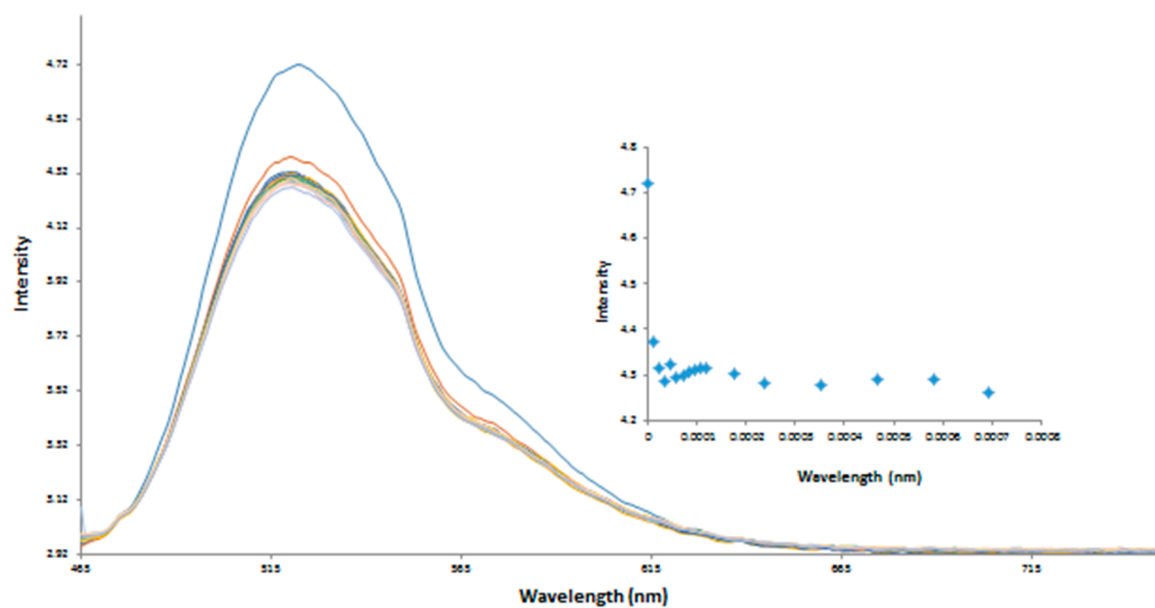 4.72
4.52
4.32
4.12
3.92
3.72
3.52
3.32
3.12
2.92
Intensity
465 515 565 615 665 715
Wavelength (nm)
4.8
4.7
4.6
4.5
4.4
4.3
4.2
Intensity
0 0.0001 0.0002 0.0003 0.0004 0.0005 0.0006 0.0007 0.0008
Wavelength (nm)